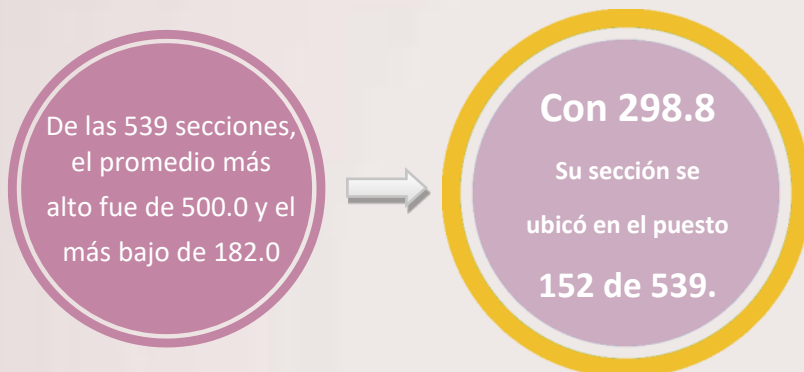 De las 539 secciones,
el promedio más
alto fue de 500.0 y el
más bajo de 182.0
Con 298.8
Su sección se
ubicó en el puesto
152 de 539.